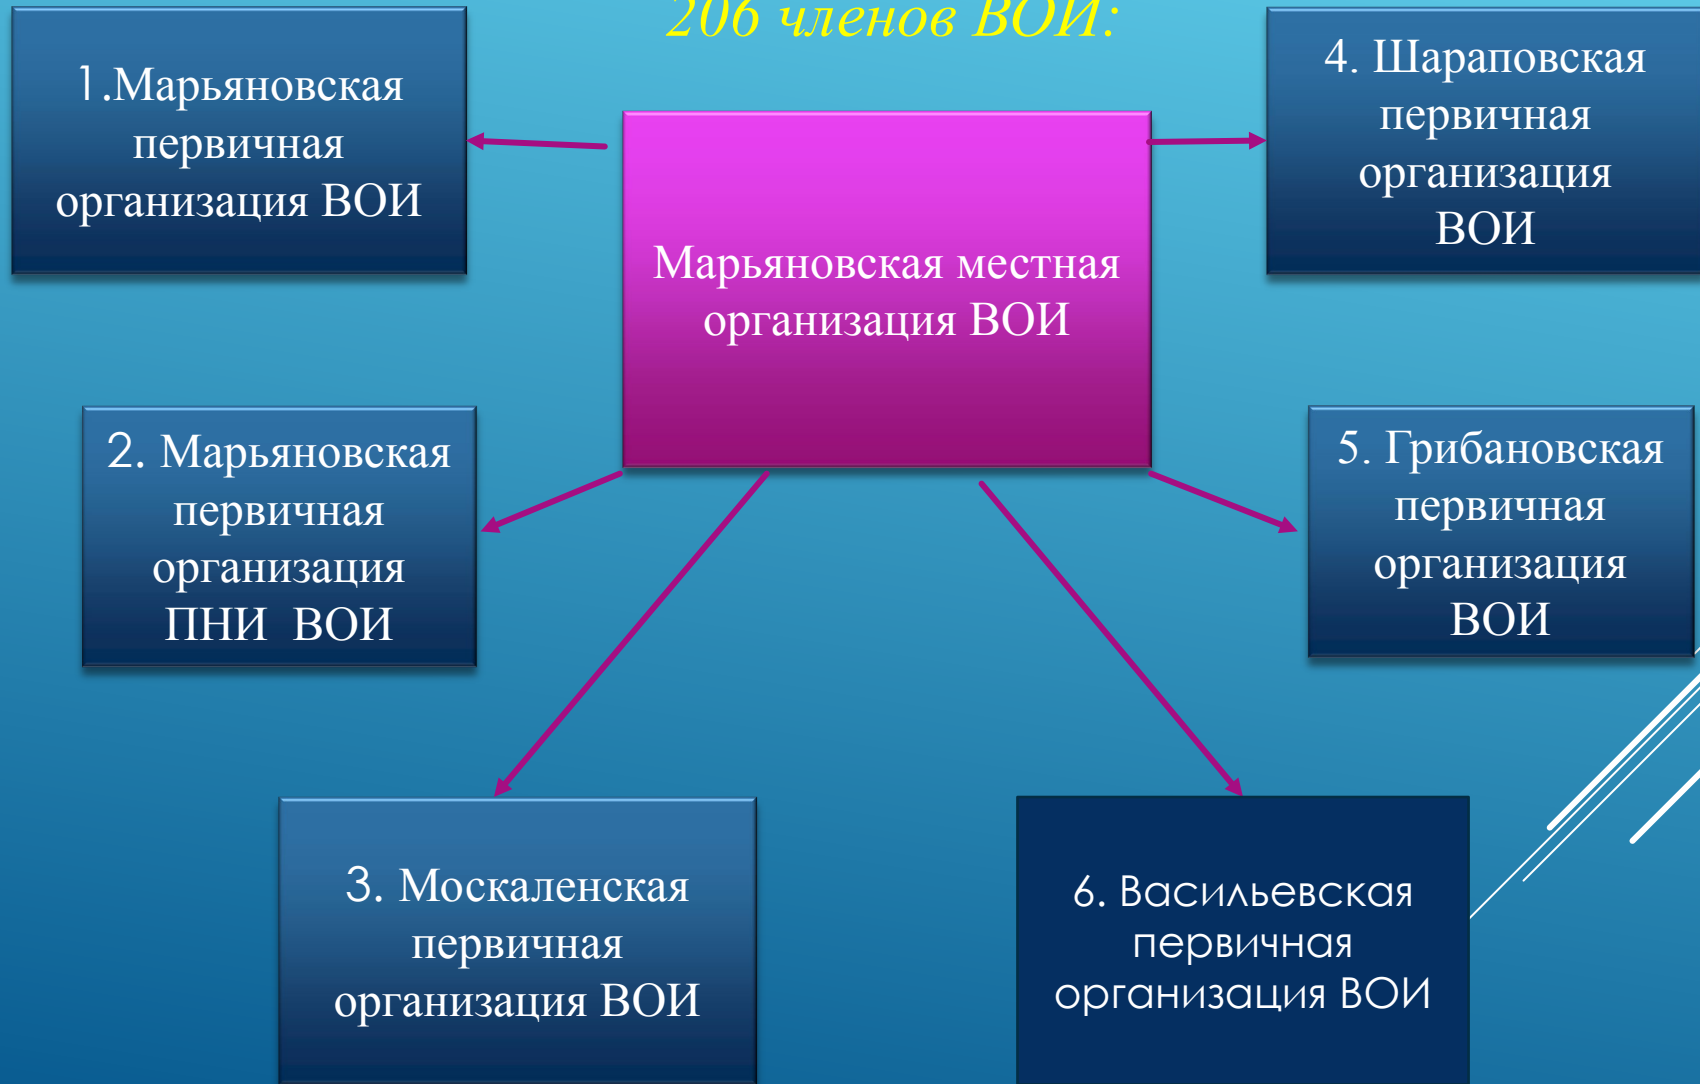 206 членов ВОИ:
1.Марьяновская
первичная
организация ВОИ
Марьяновская местная
организация ВОИ
4. Шараповская
первичная
организация
ВОИ
2. Марьяновская
первичная
организация
ПНИ ВОИ
5. Грибановская
первичная
организация
ВОИ
3. Москаленская
первичная
организация ВОИ
6. Васильевская
первичная
организация ВОИ